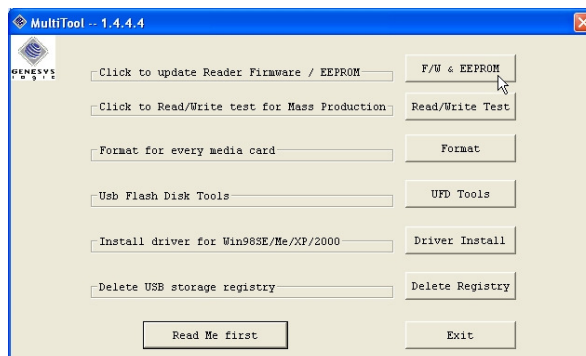 MultiTool -- 1.4.4.4
GENESYS
LOGIC
Click to update Reader Firmware / EEPROM
F/W & EEPROM
Click to Read/Write test for Mass Production
Read/Write Test
Format for every media card
Format
Usb Flash Disk Tools
UFD Tools
Install driver for Win98SE/Me/XP/2000
Driver Install
Delete USB storage registry
Delete Registry
Read Me first
Exit